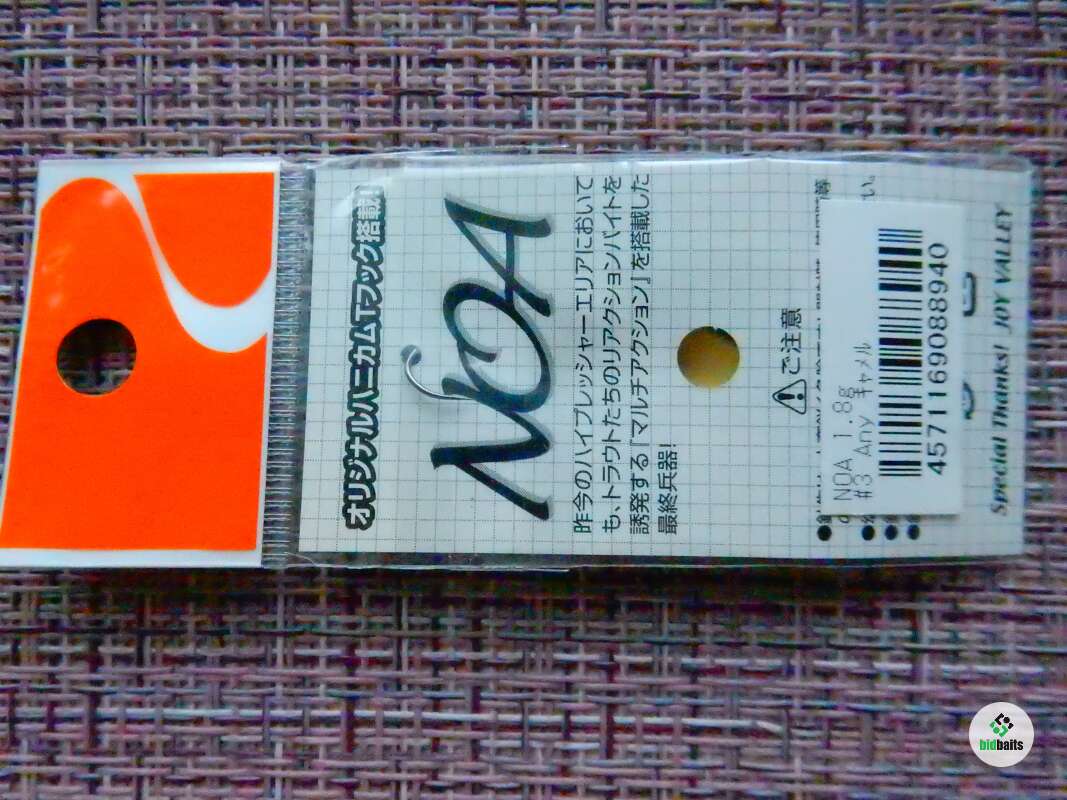 オリジナルハニカムTフック搭載!
NOA
昨今のハイプレッシャーエリアにおいて
も、トラウトたちのリアクションバイトを
誘発する『マルチアクション』を搭載した
最終兵器!
ご注意
NOA 1.8g
#3 Any キャメル
4571169088940
Special Thanks! JOY VALLEY
bidbaits